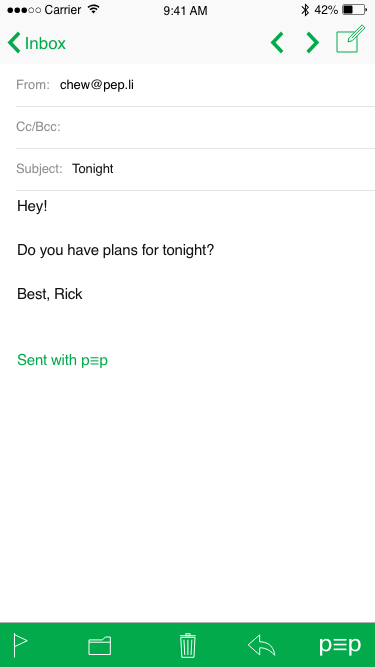 Carrier 9:41 AM 42%
Inbox
From: chew@pep.li
Cc/Bcc:
Subject: Tonight
Hey!
Do you have plans for tonight?
Best, Rick
Sent with p≡p
p≡p